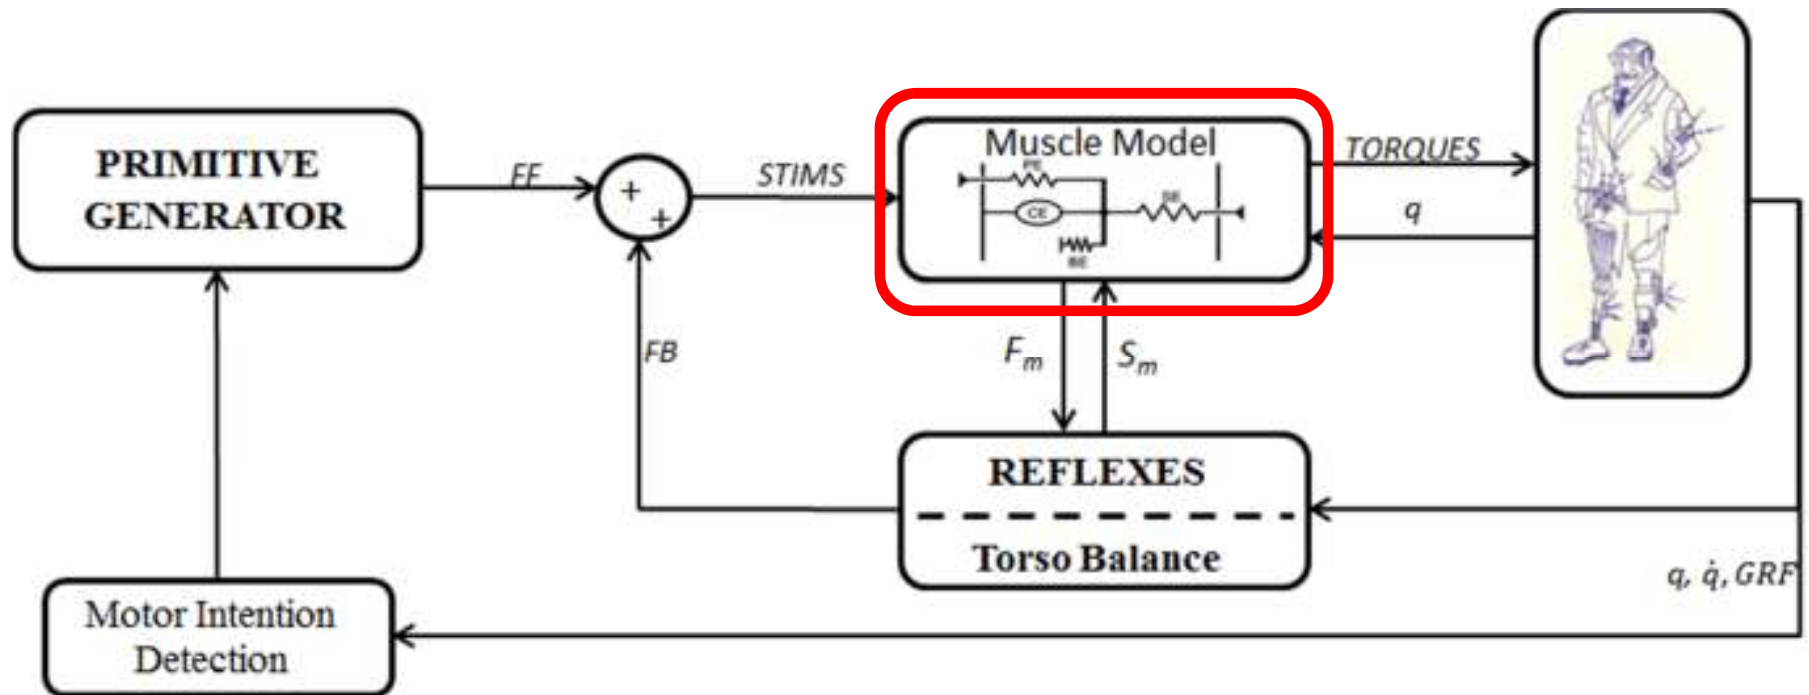 PRIMITIVE
GENERATOR
FF
+
+
STIMS
Muscle Model
PE
CE
SE
BE
TORQUES
q
FB
Fₘ
Sₘ
REFLEXES
Torso Balance
q, q̇, GRF
Motor Intention
Detection